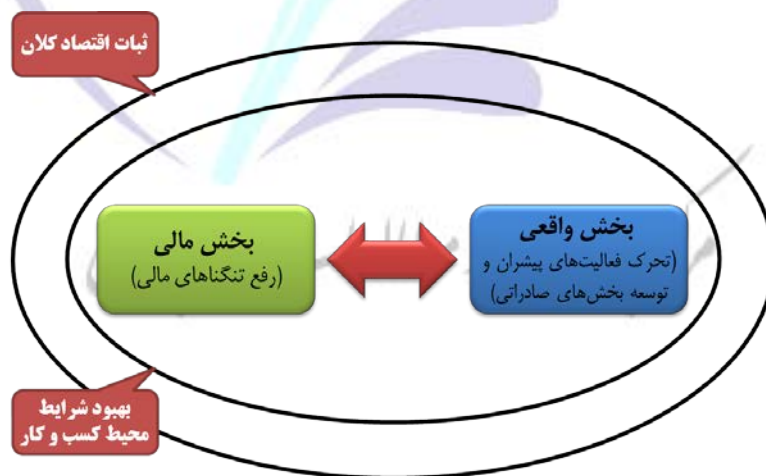 ثبات اقتصاد کلان
بخش واقعی
(تحرک فعالیت‌های پیشران و
توسعه بخش‌های صادراتی)
بخش مالی
(رفع تنگناهای مالی)
بهبود شرایط
محیط کسب و کار